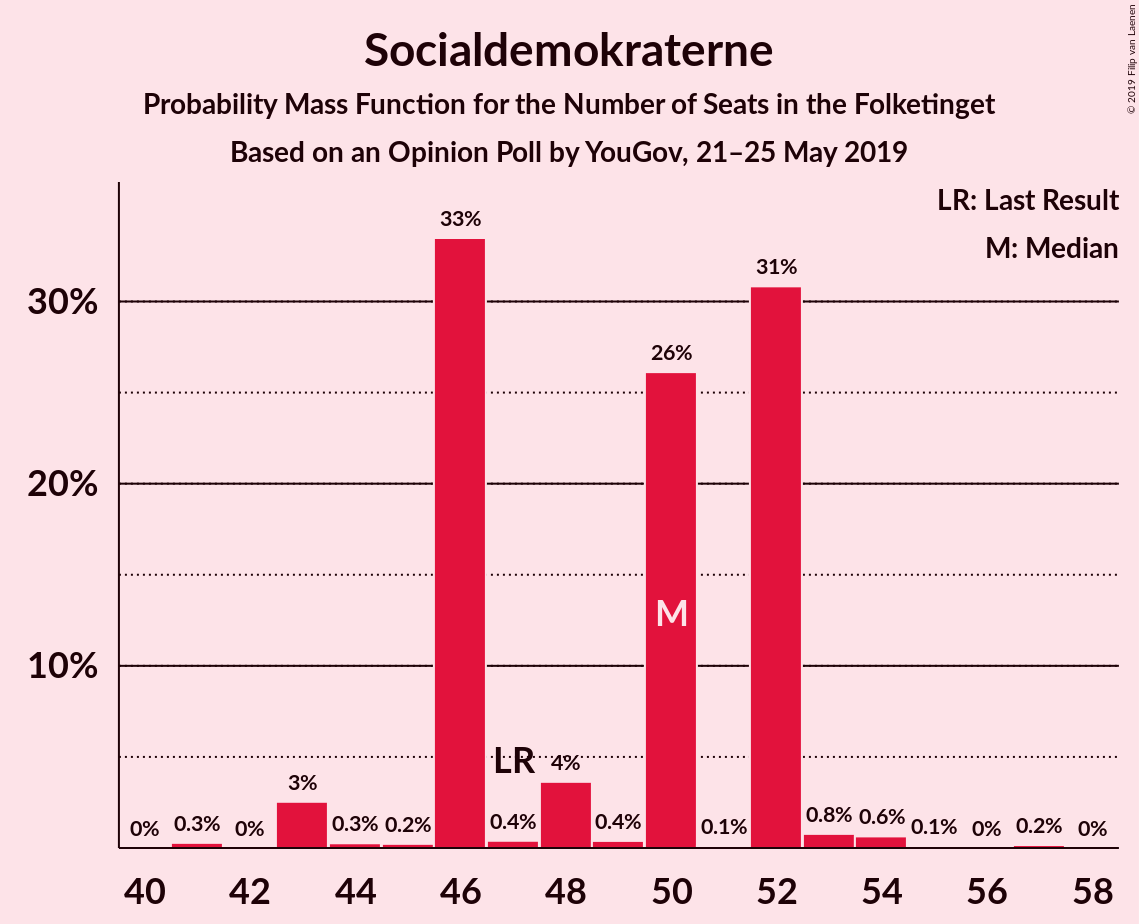 Socialdemokraterne
Probability Mass Function for the Number of Seats in the Folketinget
Based on an Opinion Poll by YouGov, 21–25 May 2019
© 2019 Filip van Laenen
LR: Last Result
M: Median
30%
20%
10%
0%
0.3%
0%
3%
0.3%
0.2%
33%
LR
0.4%
4%
0.4%
26%
M
0.1%
31%
0.8%
0.6%
0.1%
0%
0.2%
0%
40 42 44 46 48 50 52 54 56 58